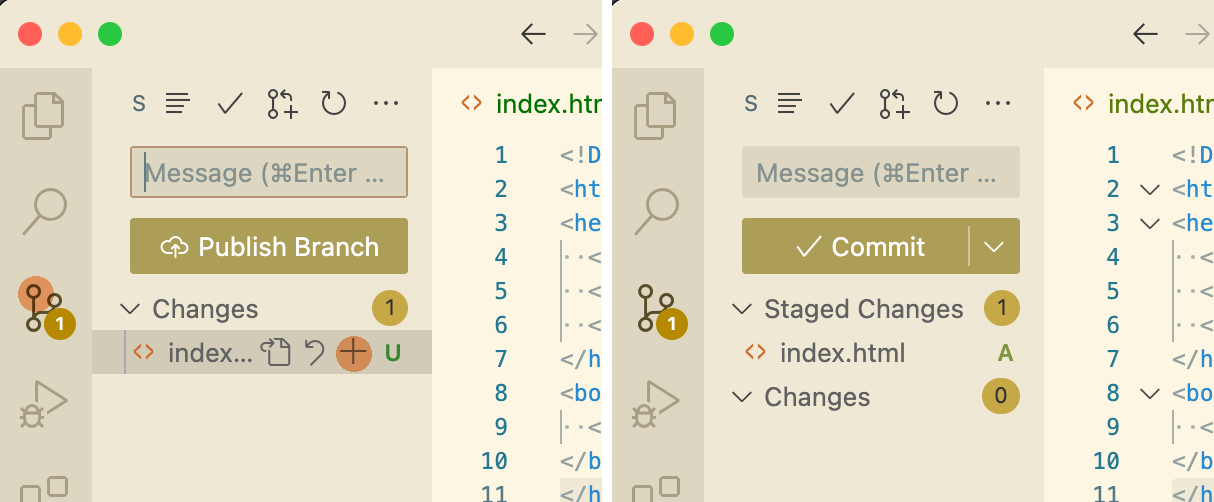 S
index.htm
Message (⌘Enter ...
Publish Branch
Changes 1
index... U
1
1 <!D
2 <ht
3 <he
4 ··<
5 ··<
6 ··<
7 </h
8 <bo
9 ··<
10 </b
11 </h
S
index.htm
Message (⌘Enter ...
Commit
Staged Changes 1
index.html A
Changes 0
1
1 <!D
2 <ht
3 <he
4 ··<
5 ··<
6 ··<
7 </h
8 <bo
9 ··<
10 </b
11 </h